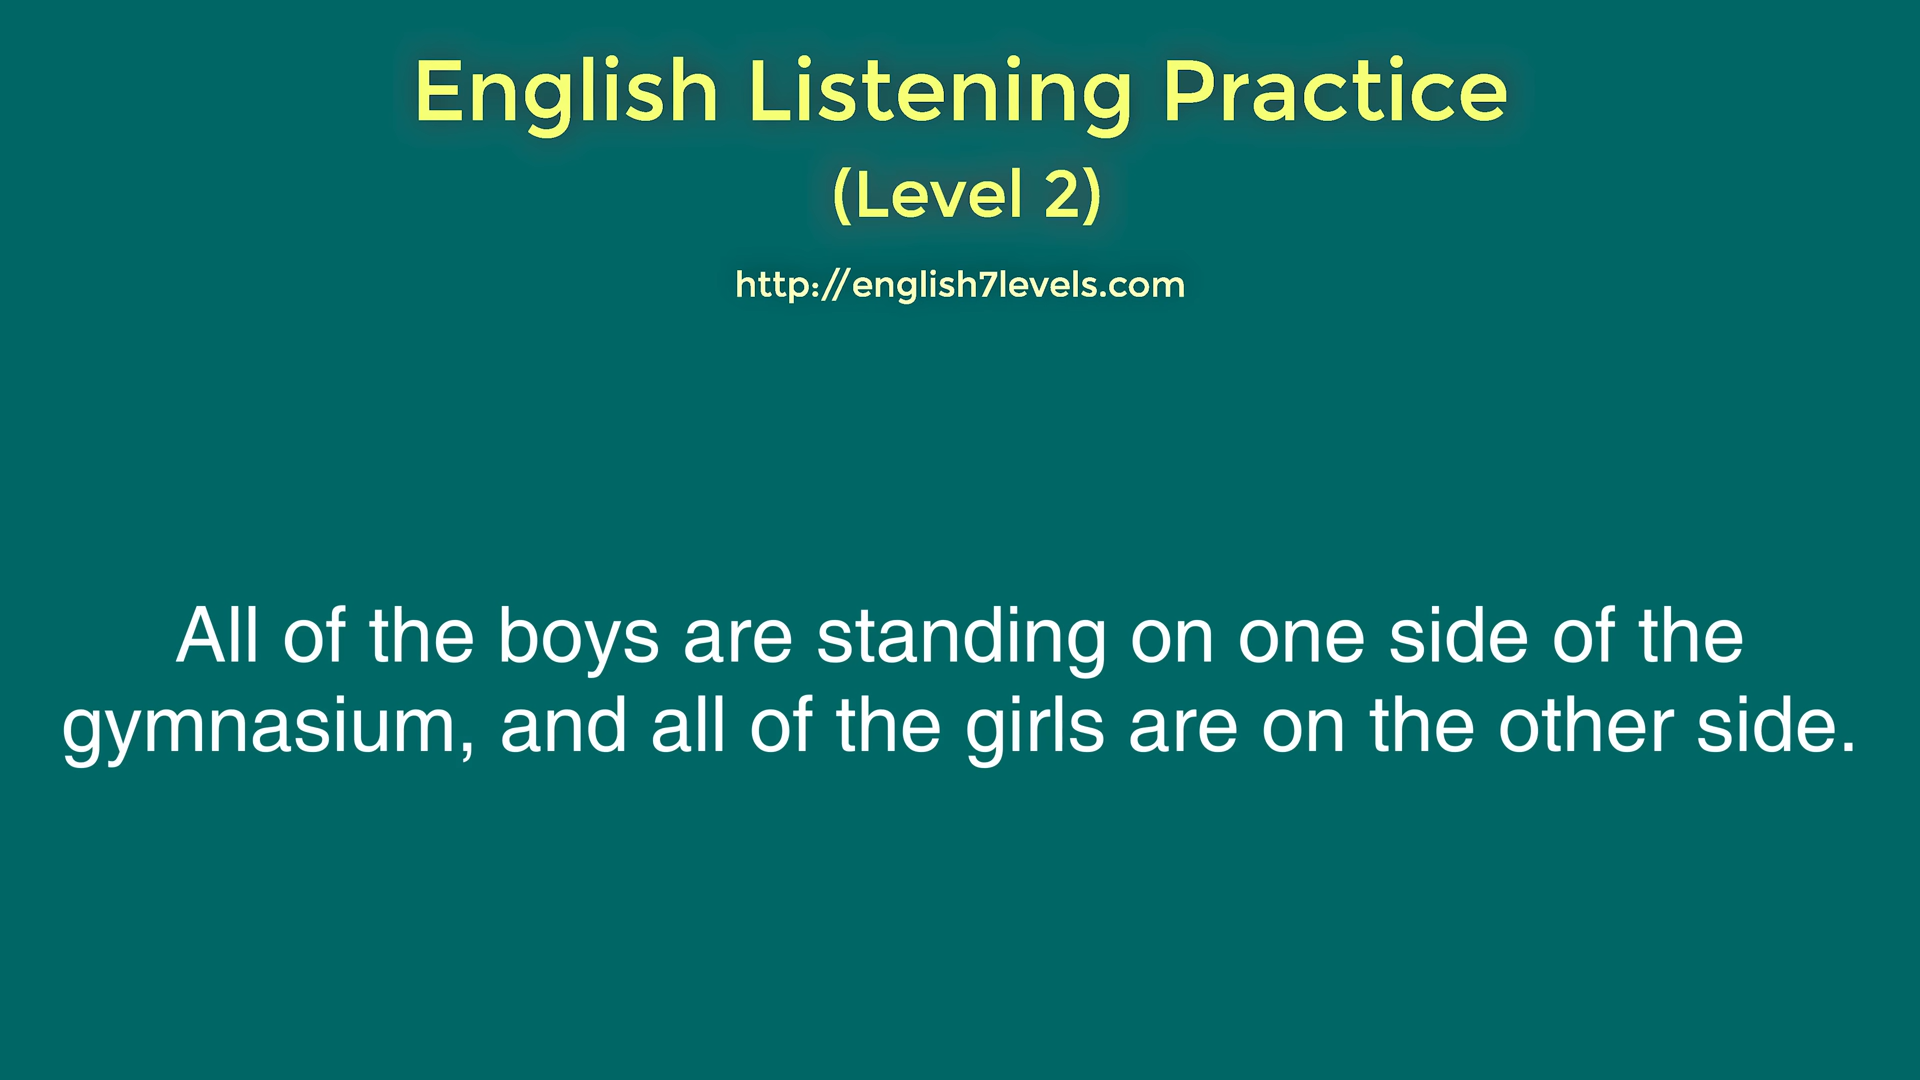 English Listening Practice
(Level 2)
http://english7levels.com
All of the boys are standing on one side of the
gymnasium, and all of the girls are on the other side.